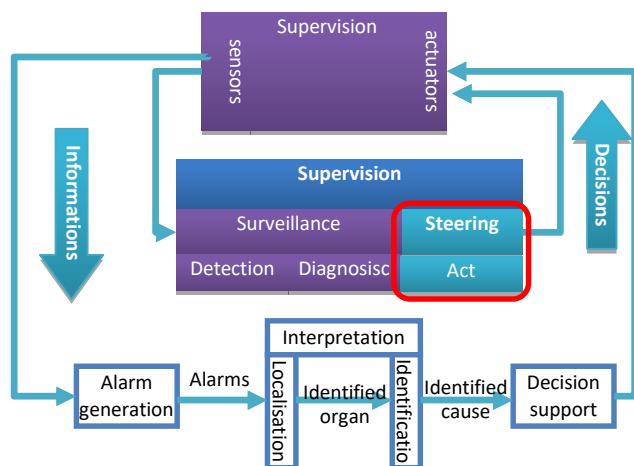 Supervision
sensors
actuators
Informations
Decisions
Supervision
Surveillance
Steering
Detection
Diagnosisc
Act
Interpretation
Alarm
generation
Alarms
Localisation
Identified
organ
Identificatio
Identified
cause
Decision
support